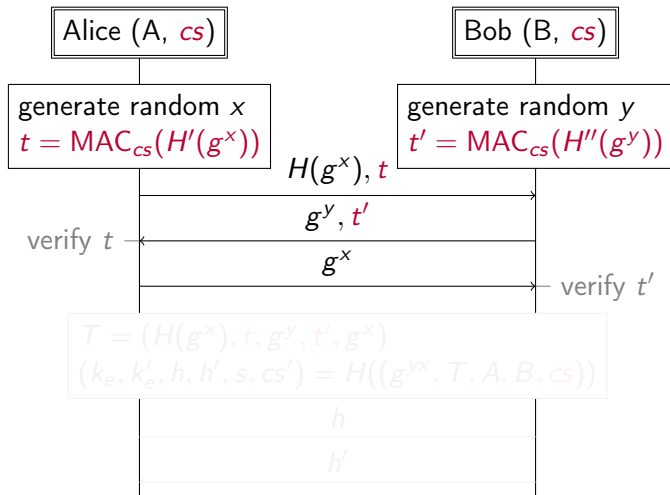 Alice (A, cs)
Bob (B, cs)
generate random x
t = MAC_cs(H′(g^x))
generate random y
t′ = MAC_cs(H″(g^y))
H(g^x), t
g^y, t′
verify t
g^x
verify t′
T = (H(g^x), t, g^y, t′, g^x)
(k_e, k′_e, h, h′, s, cs′) = H((g^yx, T, A, B, cs))
h
h′